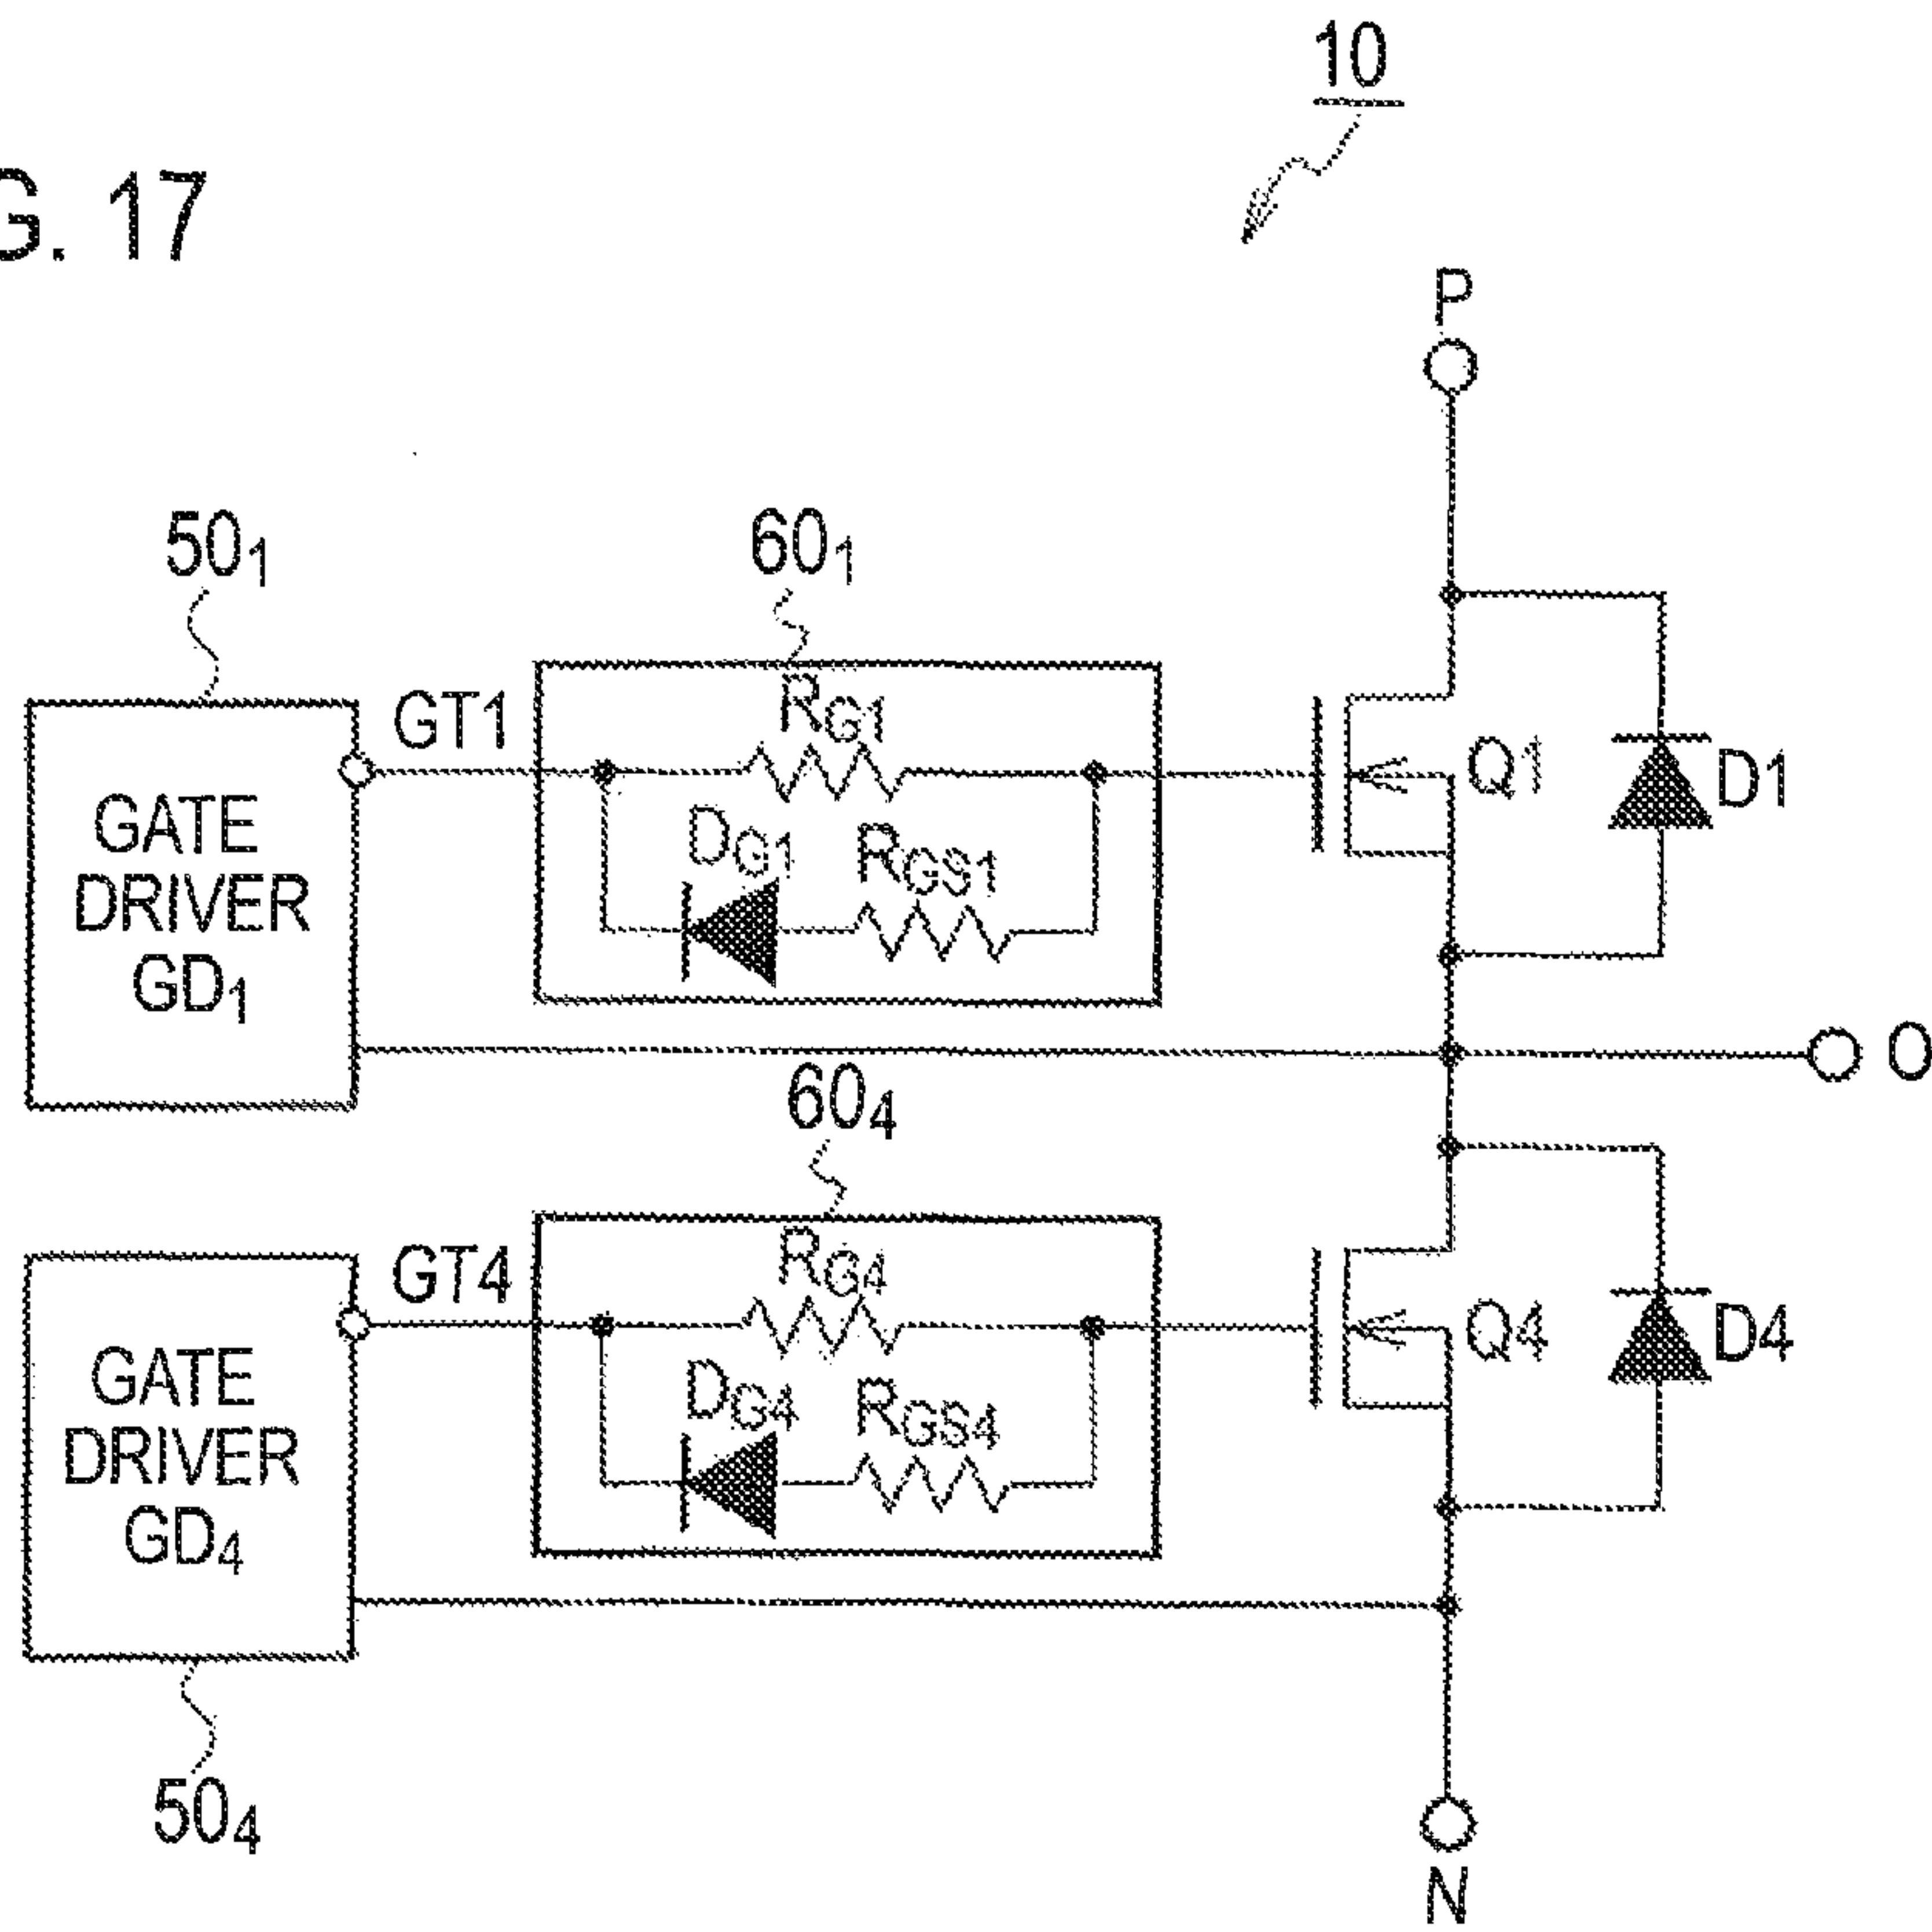 10
G. 17
P
50₁
60₁
GT1
R_G1
Q1
D1
D_G1
R_GS1
GATE
DRIVER
GD₁
O
60₄
GT4
R_G4
Q4
D4
D_G4
R_GS4
GATE
DRIVER
GD₄
50₄
N